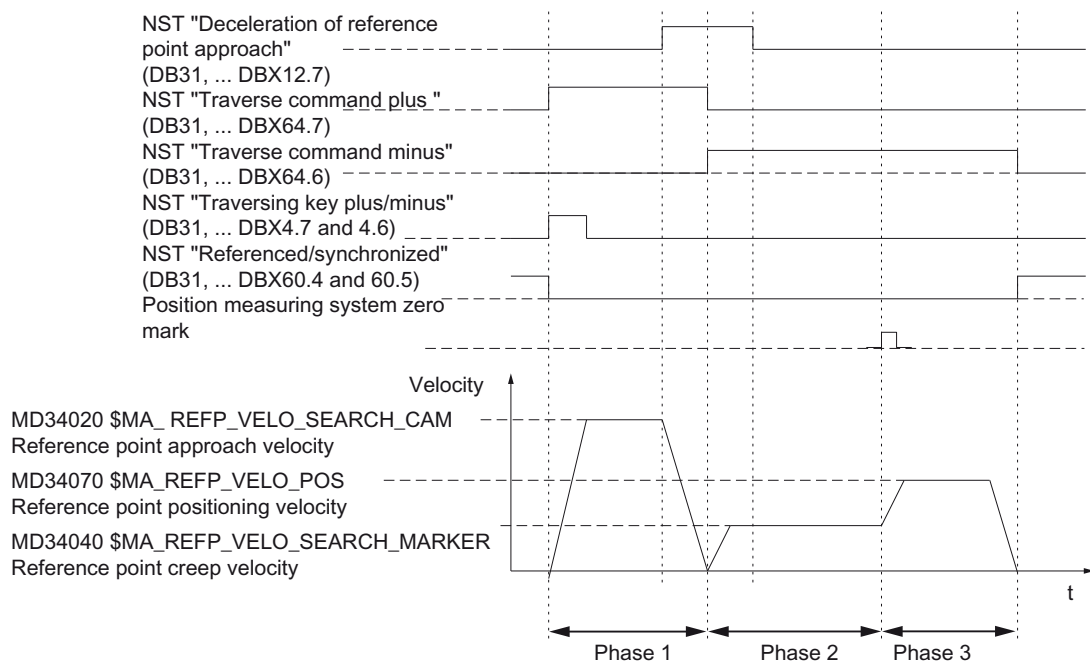 NST "Deceleration of reference
point approach"
(DB31, ... DBX12.7)
NST "Traverse command plus "
(DB31, ... DBX64.7)
NST "Traverse command minus"
(DB31, ... DBX64.6)
NST "Traversing key plus/minus"
(DB31, ... DBX4.7 and 4.6)
NST "Referenced/synchronized"
(DB31, ... DBX60.4 and 60.5)
Position measuring system zero
mark
Velocity
MD34020 $MA_ REFP_VELO_SEARCH_CAM
Reference point approach velocity
MD34070 $MA_REFP_VELO_POS
Reference point positioning velocity
MD34040 $MA_REFP_VELO_SEARCH_MARKER
Reference point creep velocity
t
Phase 1
Phase 2
Phase 3